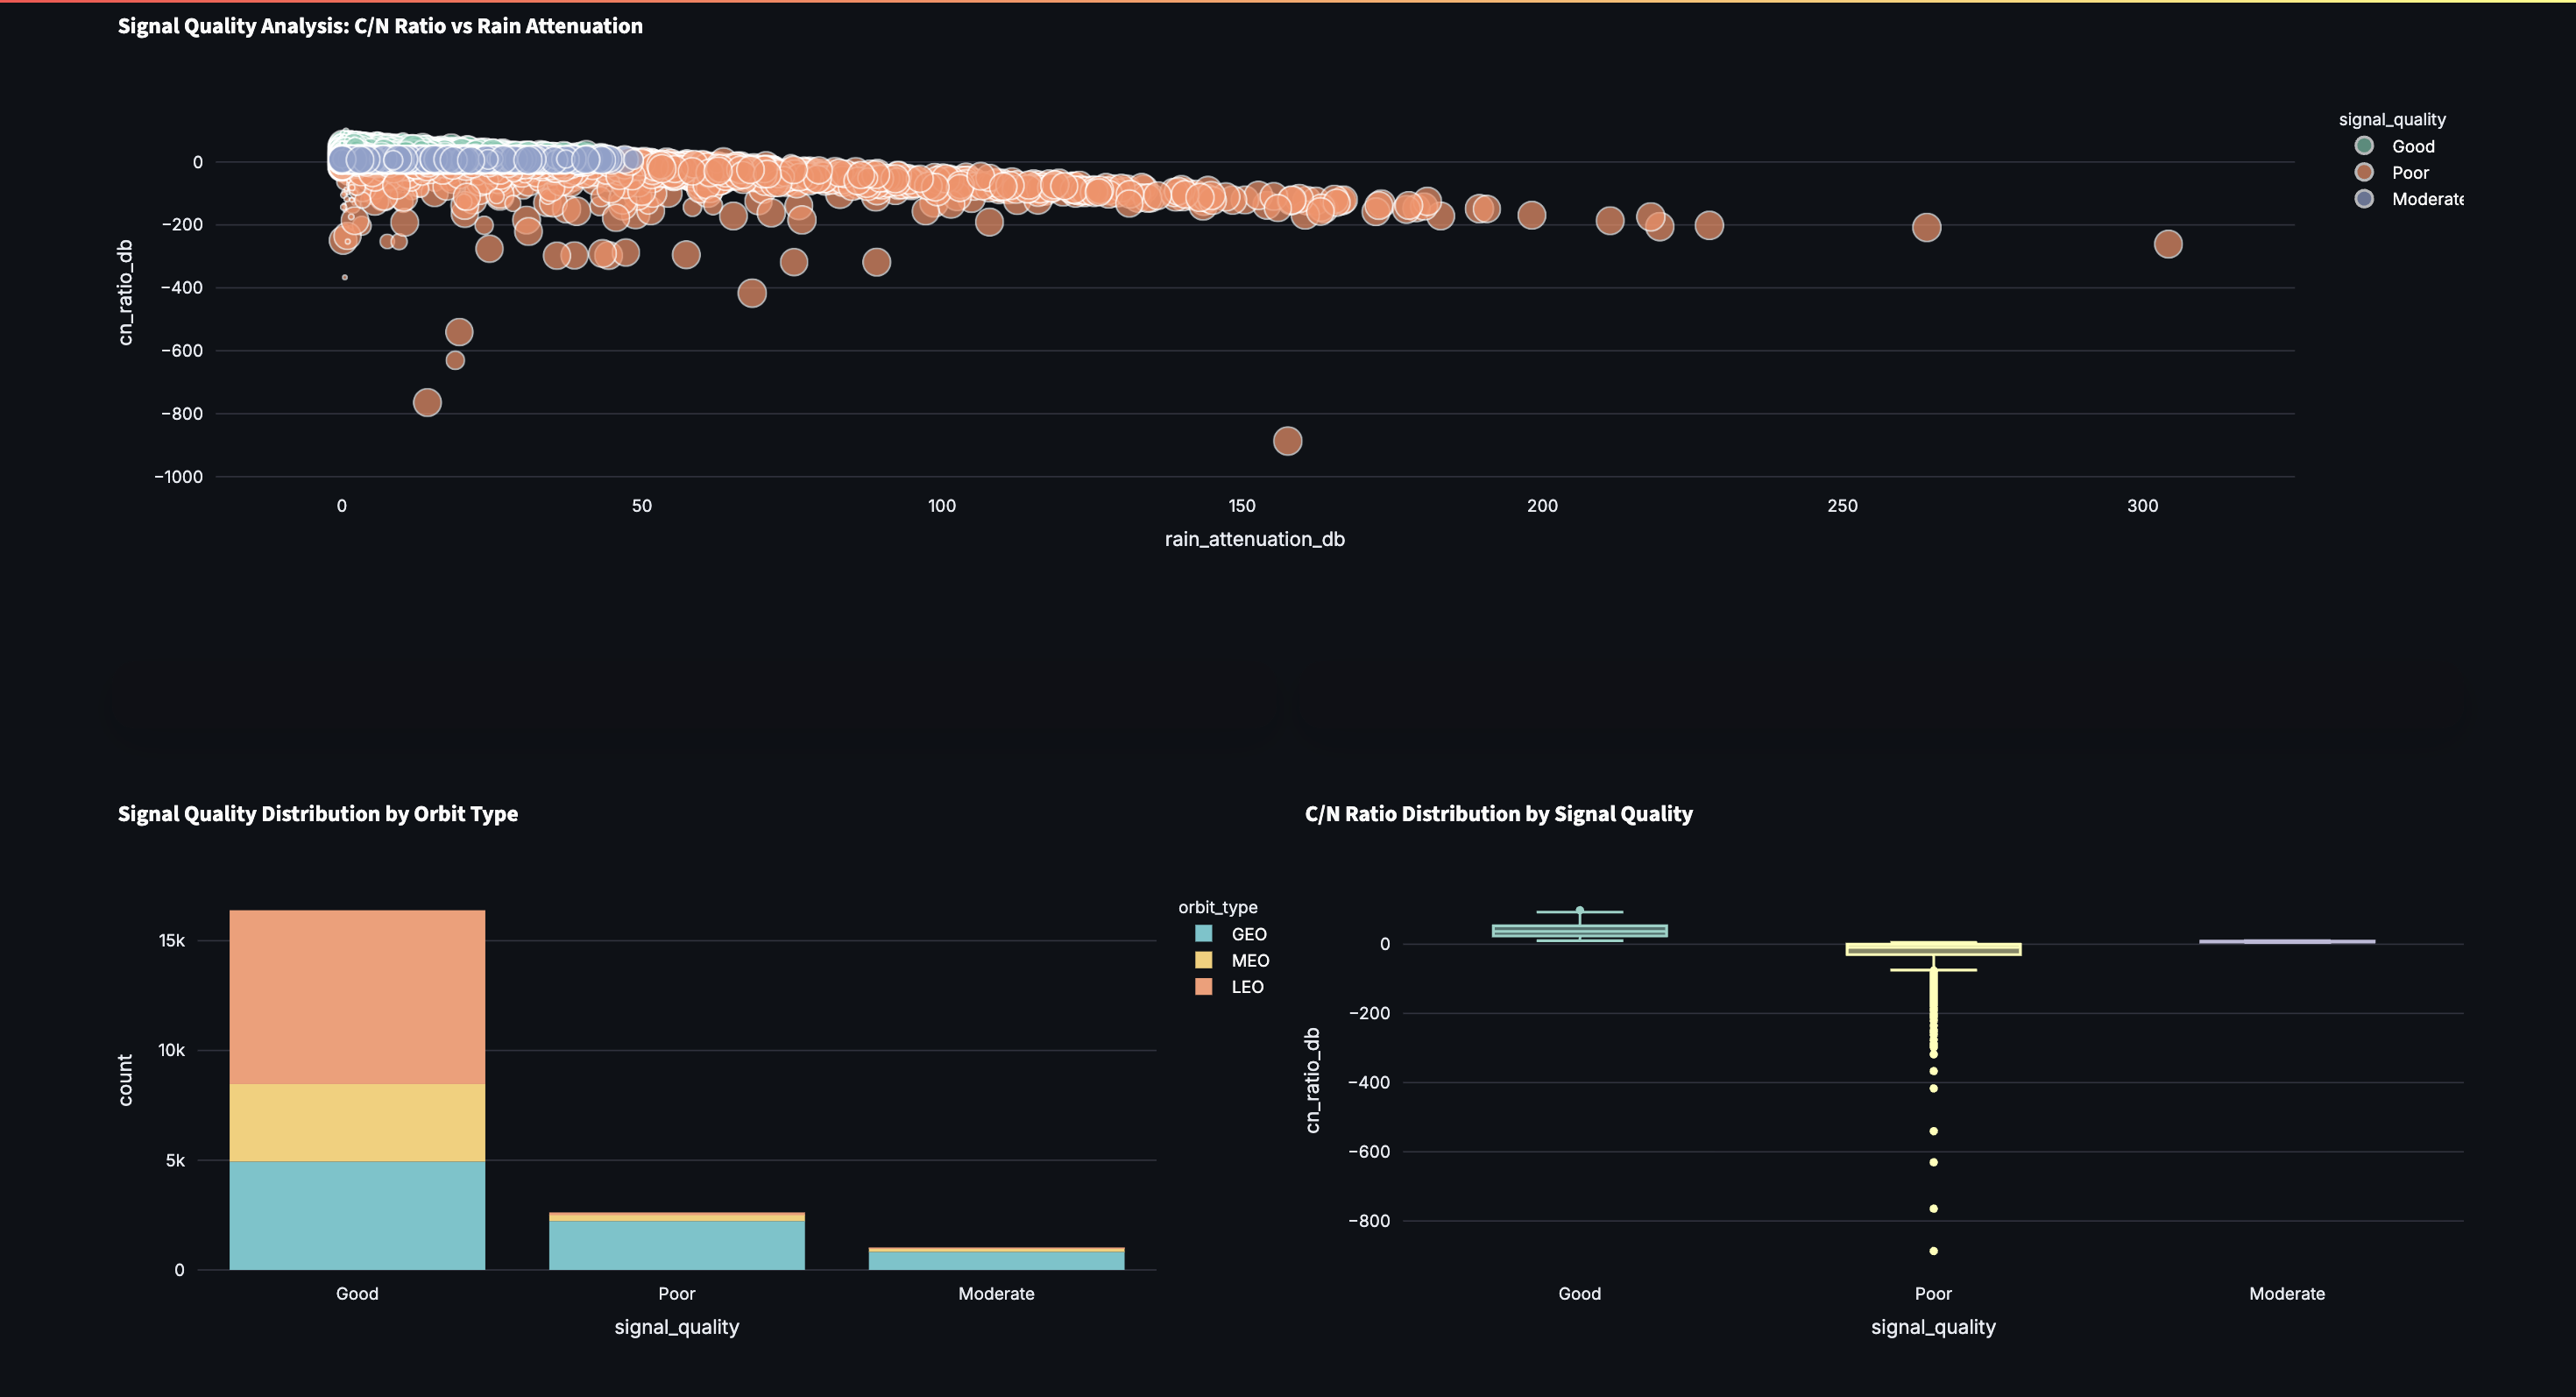 Signal Quality Analysis: C/N Ratio vs Rain Attenuation
signal_quality
Good
Poor
Moderate
cn_ratio_db
0
−200
−400
−600
−800
−1000
0 50 100 150 200 250 300
rain_attenuation_db
Signal Quality Distribution by Orbit Type
orbit_type
GEO
MEO
LEO
count
15k
10k
5k
0
Good Poor Moderate
signal_quality
C/N Ratio Distribution by Signal Quality
cn_ratio_db
0
−200
−400
−600
−800
Good Poor Moderate
signal_quality